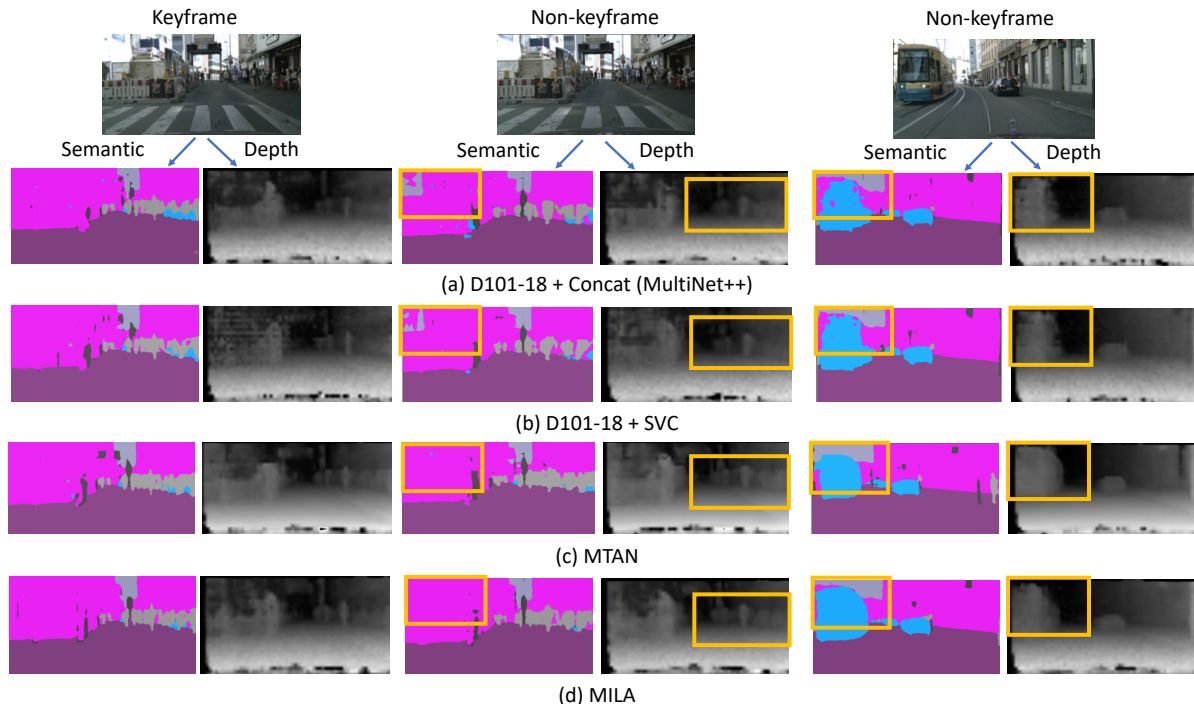 Keyframe
Non-keyframe
Non-keyframe
Semantic
Depth
Semantic
Depth
Semantic
Depth
(a) D101-18 + Concat (MultiNet++)
(b) D101-18 + SVC
(c) MTAN
(d) MILA